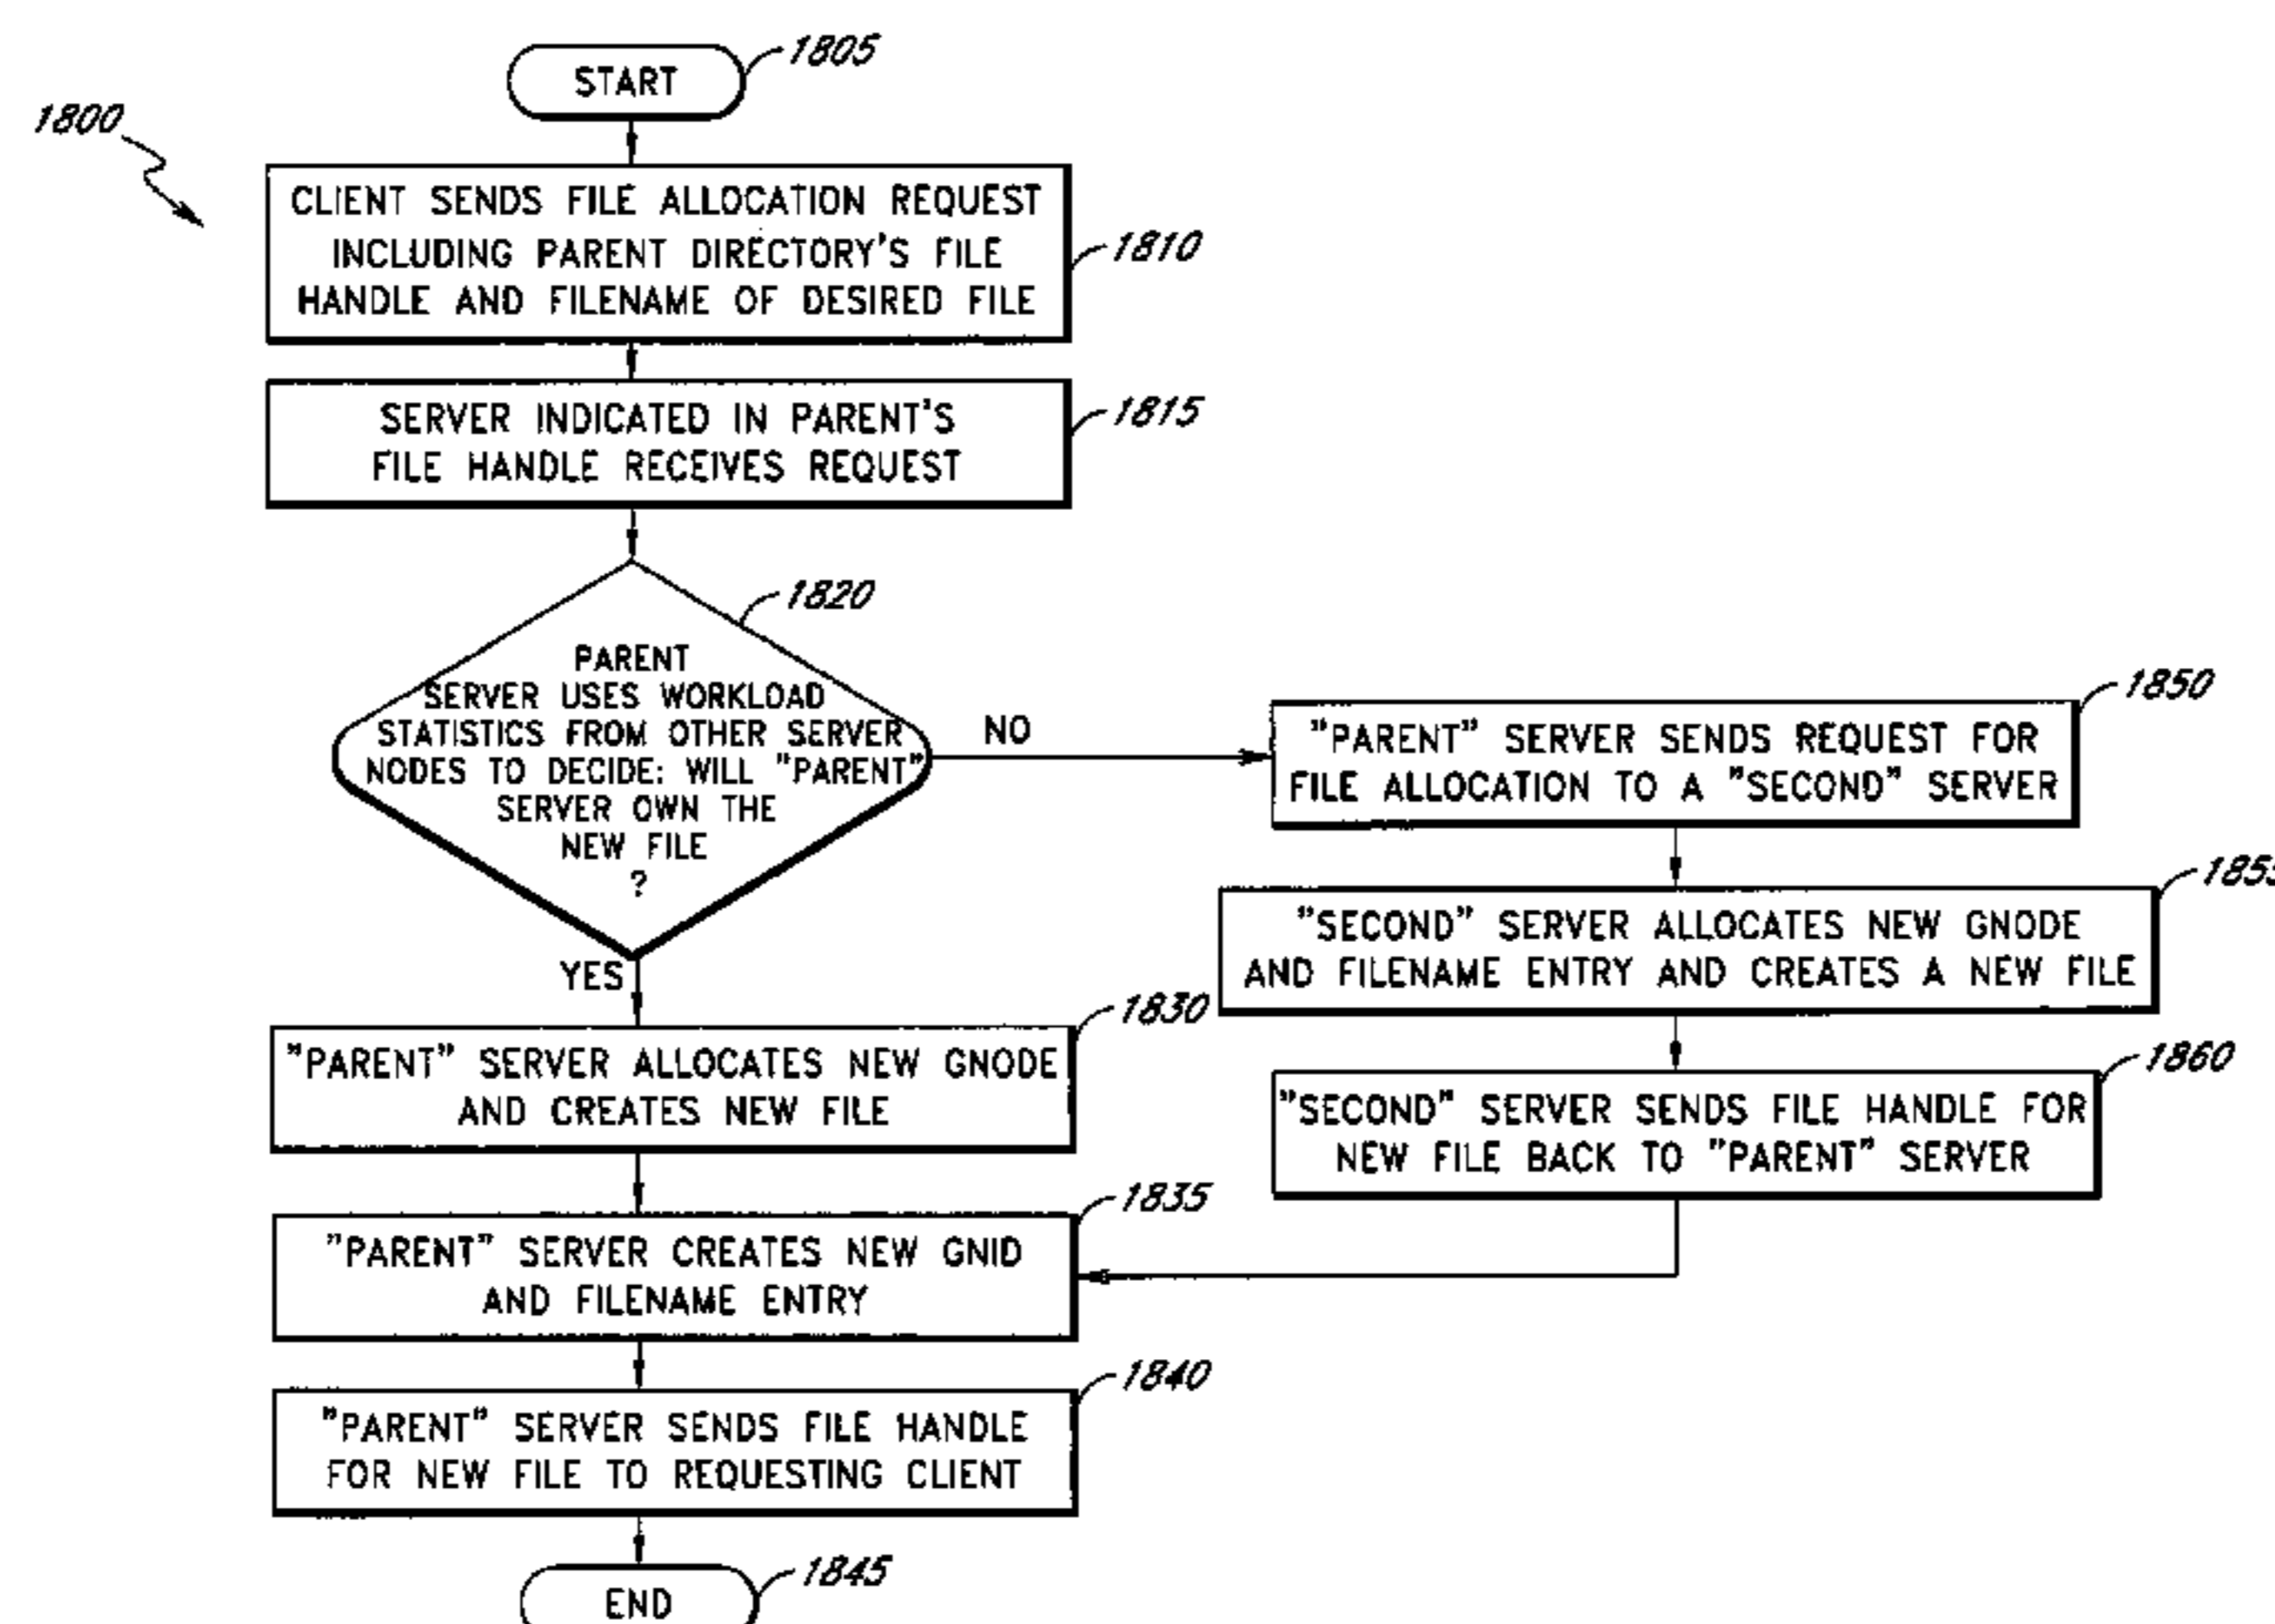 1800
START
1805
CLIENT SENDS FILE ALLOCATION REQUEST
INCLUDING PARENT DIRECTORY'S FILE
HANDLE AND FILENAME OF DESIRED FILE
1810
SERVER INDICATED IN PARENT'S
FILE HANDLE RECEIVES REQUEST
1815
1820
PARENT
SERVER USES WORKLOAD
STATISTICS FROM OTHER SERVER
NODES TO DECIDE: WILL "PARENT"
SERVER OWN THE
NEW FILE
?
NO
YES
1850
"PARENT" SERVER SENDS REQUEST FOR
FILE ALLOCATION TO A "SECOND" SERVER
1855
"SECOND" SERVER ALLOCATES NEW GNODE
AND FILENAME ENTRY AND CREATES A NEW FILE
1860
"SECOND" SERVER SENDS FILE HANDLE FOR
NEW FILE BACK TO "PARENT" SERVER
1830
"PARENT" SERVER ALLOCATES NEW GNODE
AND CREATES NEW FILE
1835
"PARENT" SERVER CREATES NEW GNID
AND FILENAME ENTRY
1840
"PARENT" SERVER SENDS FILE HANDLE
FOR NEW FILE TO REQUESTING CLIENT
END
1845